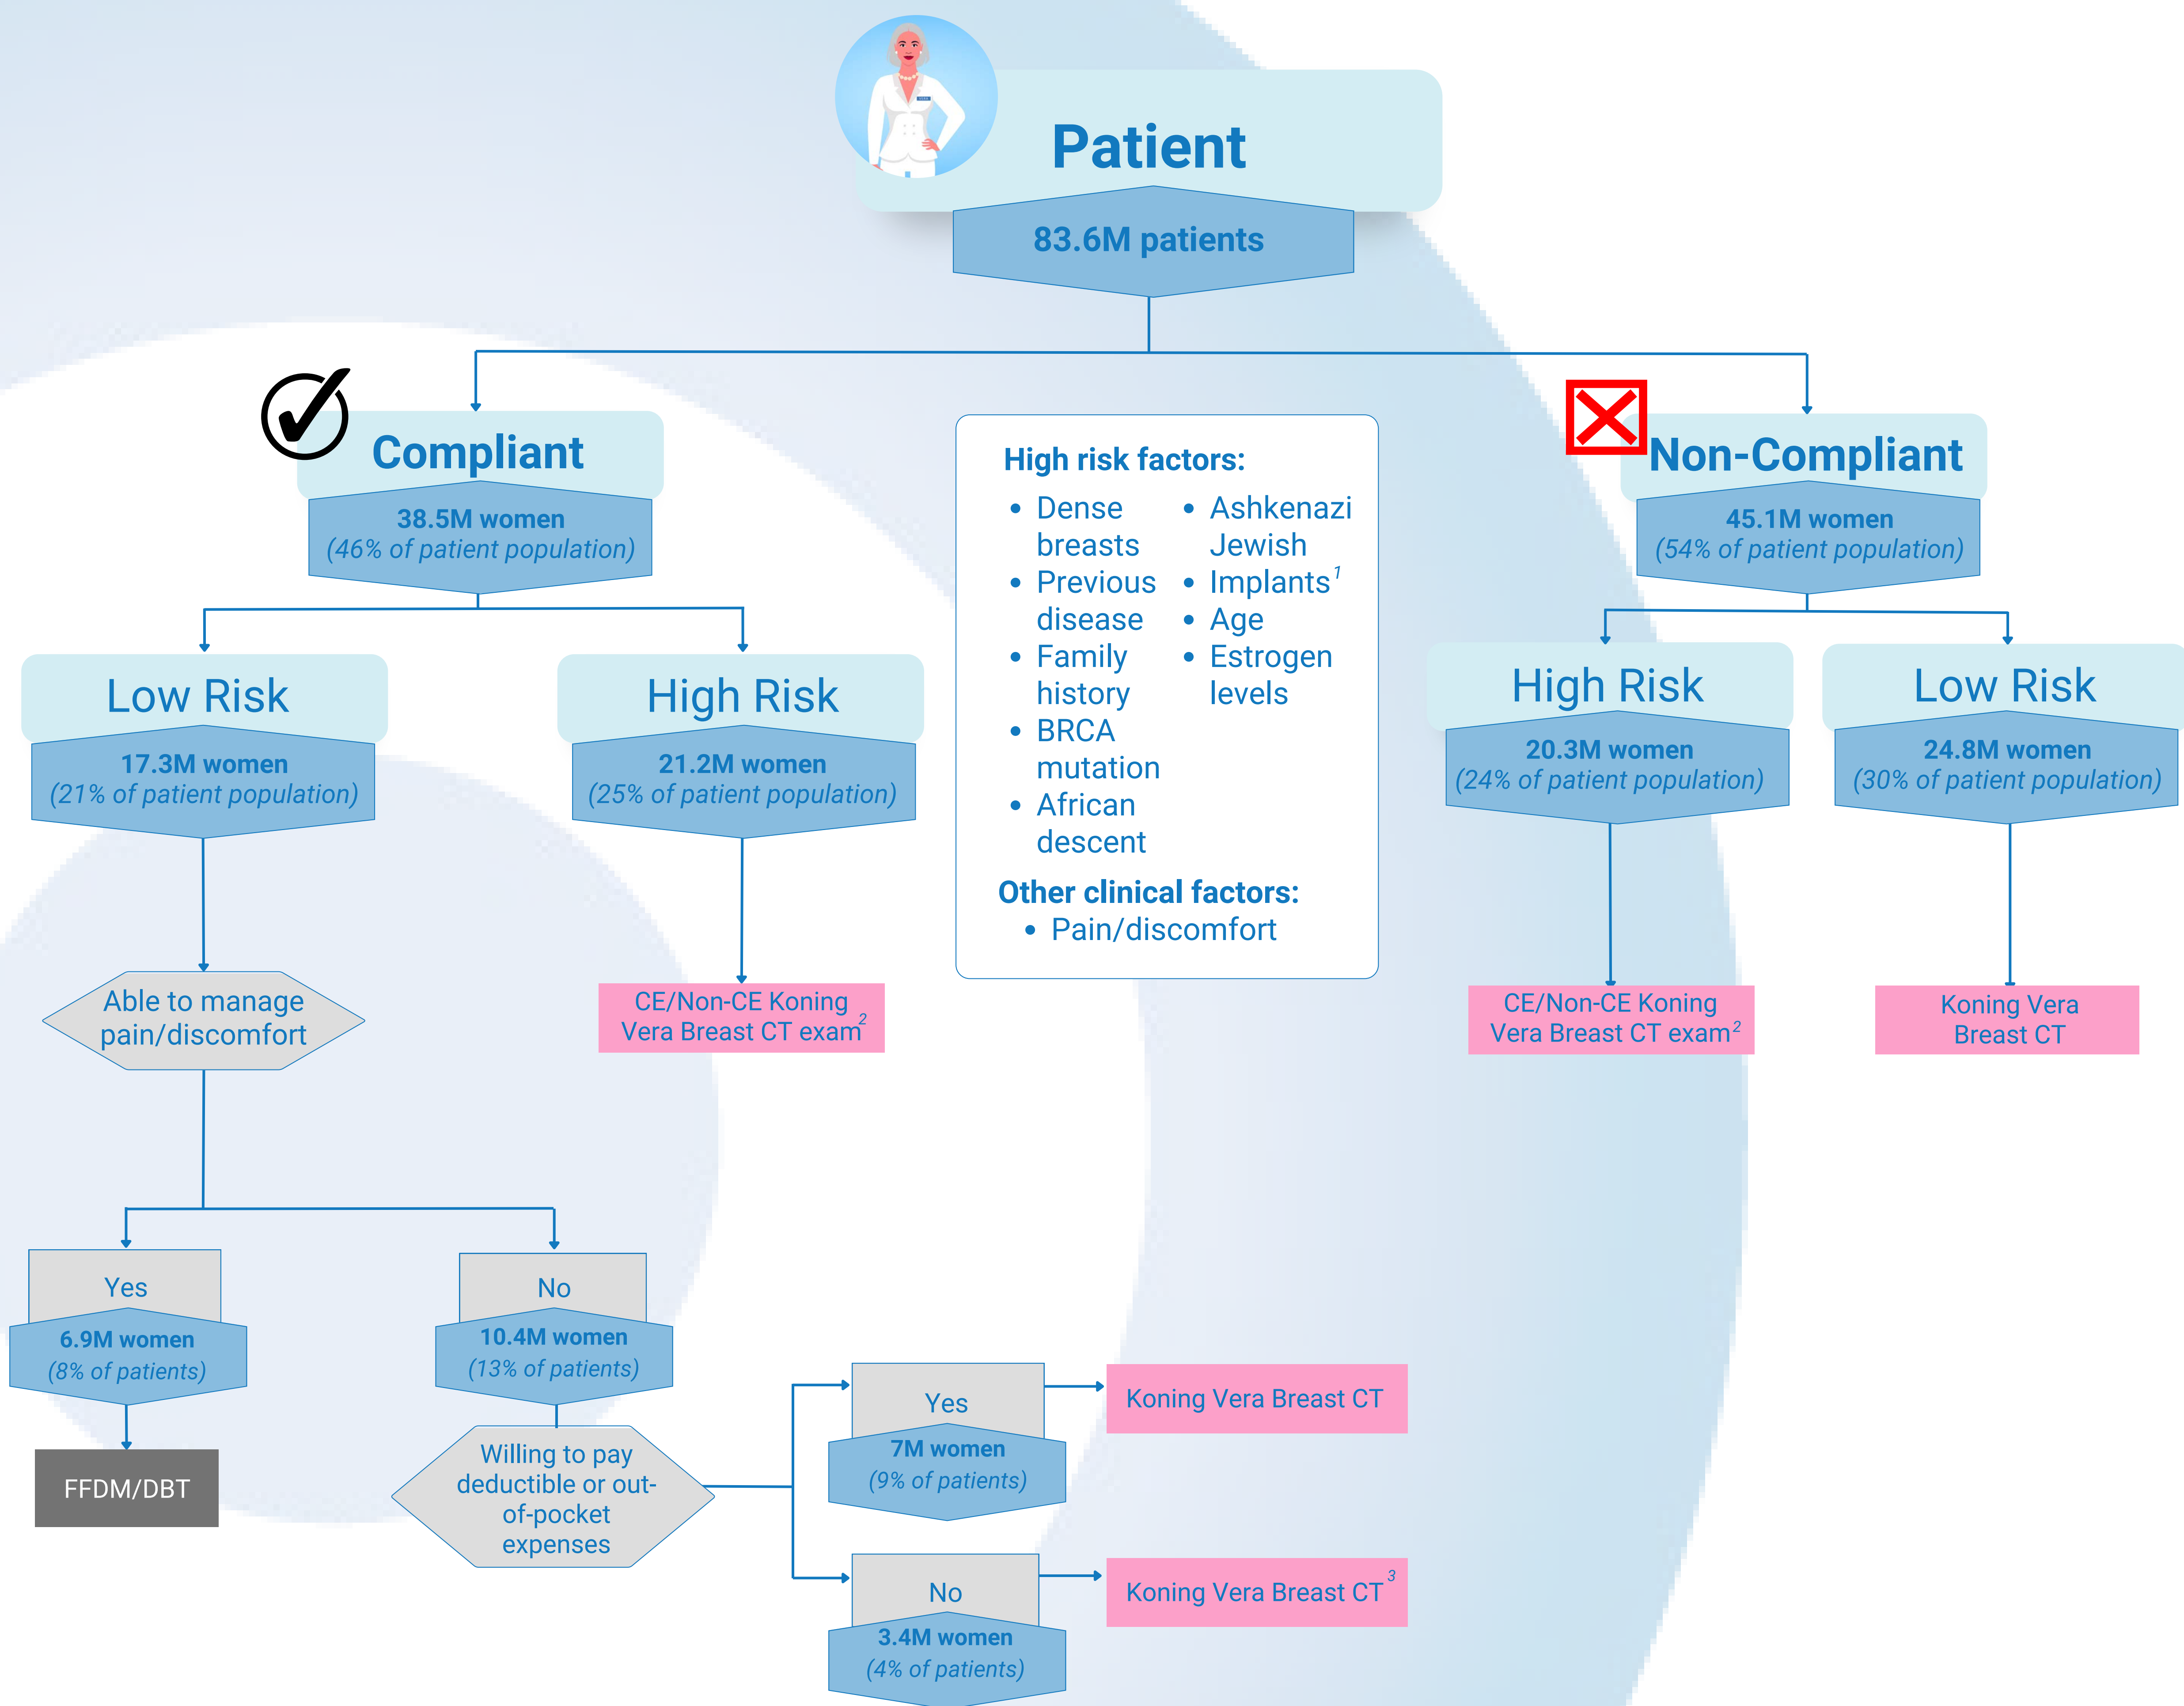 Patient
83.6M patients
Compliant
38.5M women
(46% of patient population)
Non-Compliant
45.1M women
(54% of patient population)
High risk factors:
• Dense
breasts
• Previous
disease
• Family
history
• BRCA
mutation
• African
descent
• Ashkenazi
Jewish
• Implants¹
• Age
• Estrogen
levels
Other clinical factors:
• Pain/discomfort
Low Risk
17.3M women
(21% of patient population)
High Risk
21.2M women
(25% of patient population)
High Risk
20.3M women
(24% of patient population)
Low Risk
24.8M women
(30% of patient population)
Able to manage
pain/discomfort
CE/Non-CE Koning
Vera Breast CT exam²
CE/Non-CE Koning
Vera Breast CT exam²
Koning Vera
Breast CT
Yes
6.9M women
(8% of patients)
FFDM/DBT
No
10.4M women
(13% of patients)
Willing to pay
deductible or out-
of-pocket
expenses
Yes
7M women
(9% of patients)
Koning Vera Breast CT
No
3.4M women
(4% of patients)
Koning Vera Breast CT³